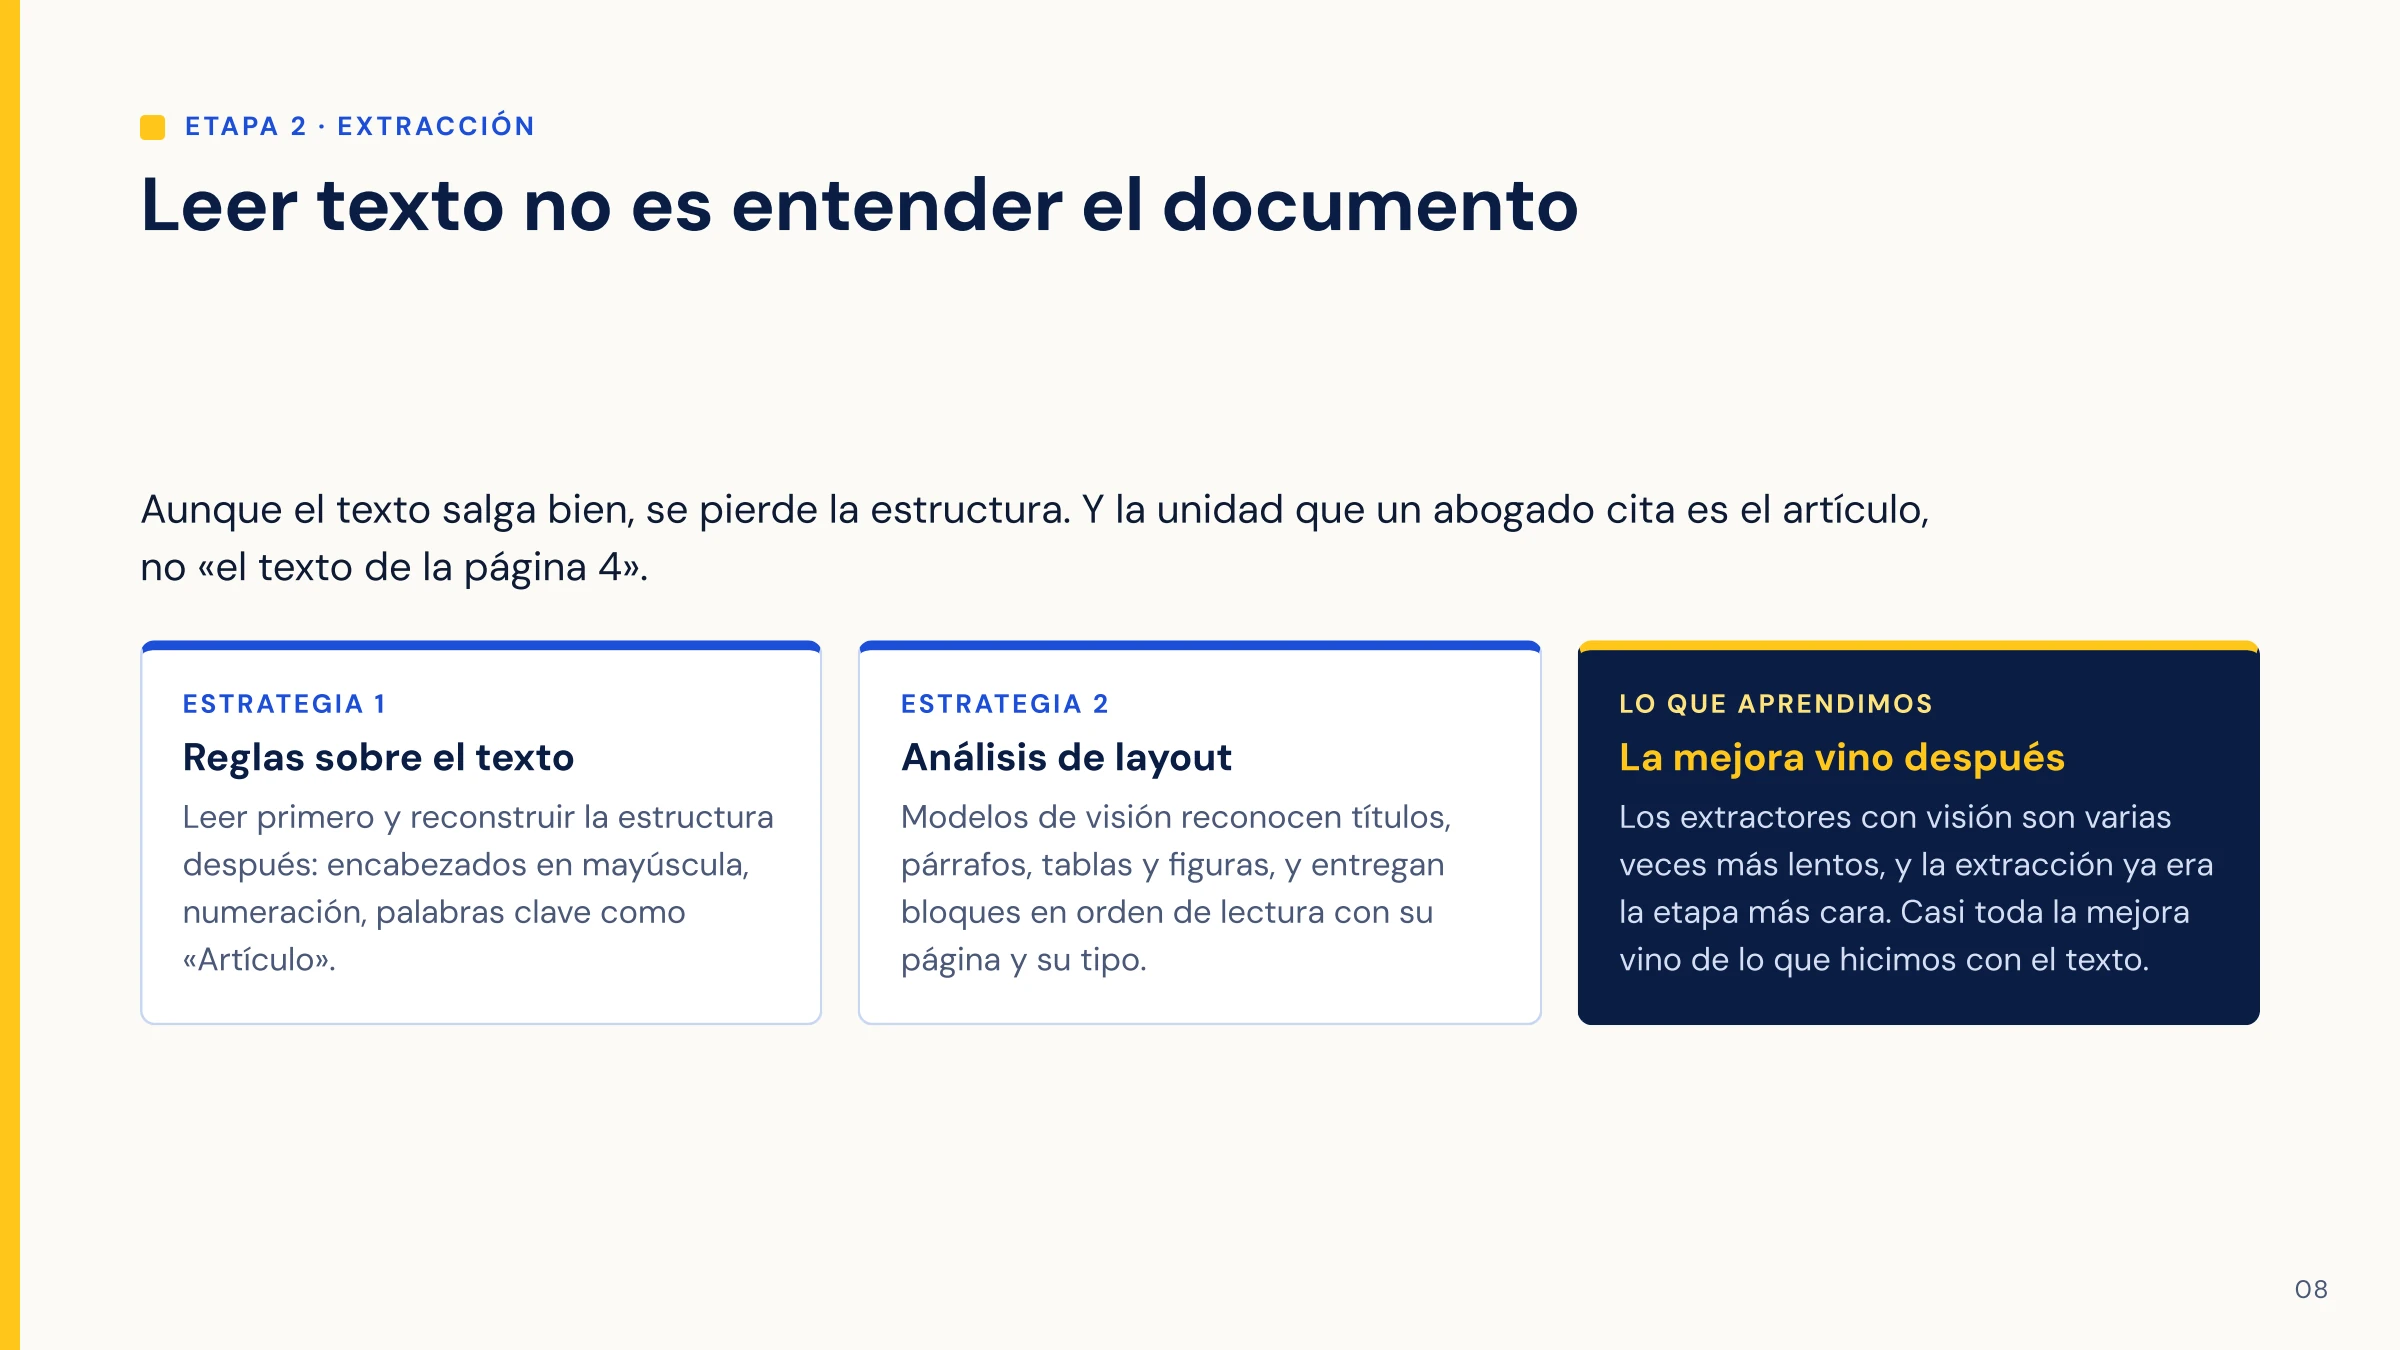 ETAPA 2 · EXTRACCIÓN
Leer texto no es entender el documento
Aunque el texto salga bien, se pierde la estructura. Y la unidad que un abogado cita es el artículo,
no «el texto de la página 4».
ESTRATEGIA 1
Reglas sobre el texto
Leer primero y reconstruir la estructura
después: encabezados en mayúscula,
numeración, palabras clave como
«Artículo».
ESTRATEGIA 2
Análisis de layout
Modelos de visión reconocen títulos,
párrafos, tablas y figuras, y entregan
bloques en orden de lectura con su
página y su tipo.
LO QUE APRENDIMOS
La mejora vino después
Los extractores con visión son varias
veces más lentos, y la extracción ya era
la etapa más cara. Casi toda la mejora
vino de lo que hicimos con el texto.
08